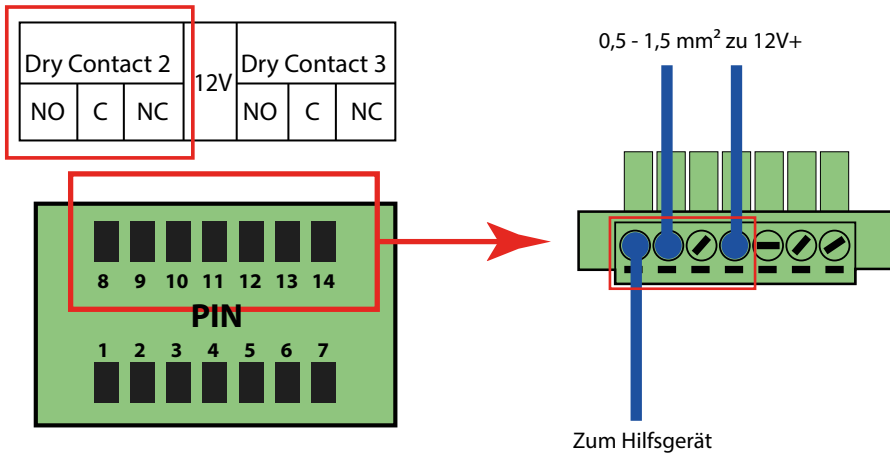 Dry Contact 2
12V
Dry Contact 3
NO C NC
NO C NC
0,5 - 1,5 mm² zu 12V+
8 9 10 11 12 13 14
PIN
1 2 3 4 5 6 7
Zum Hilfsgerät